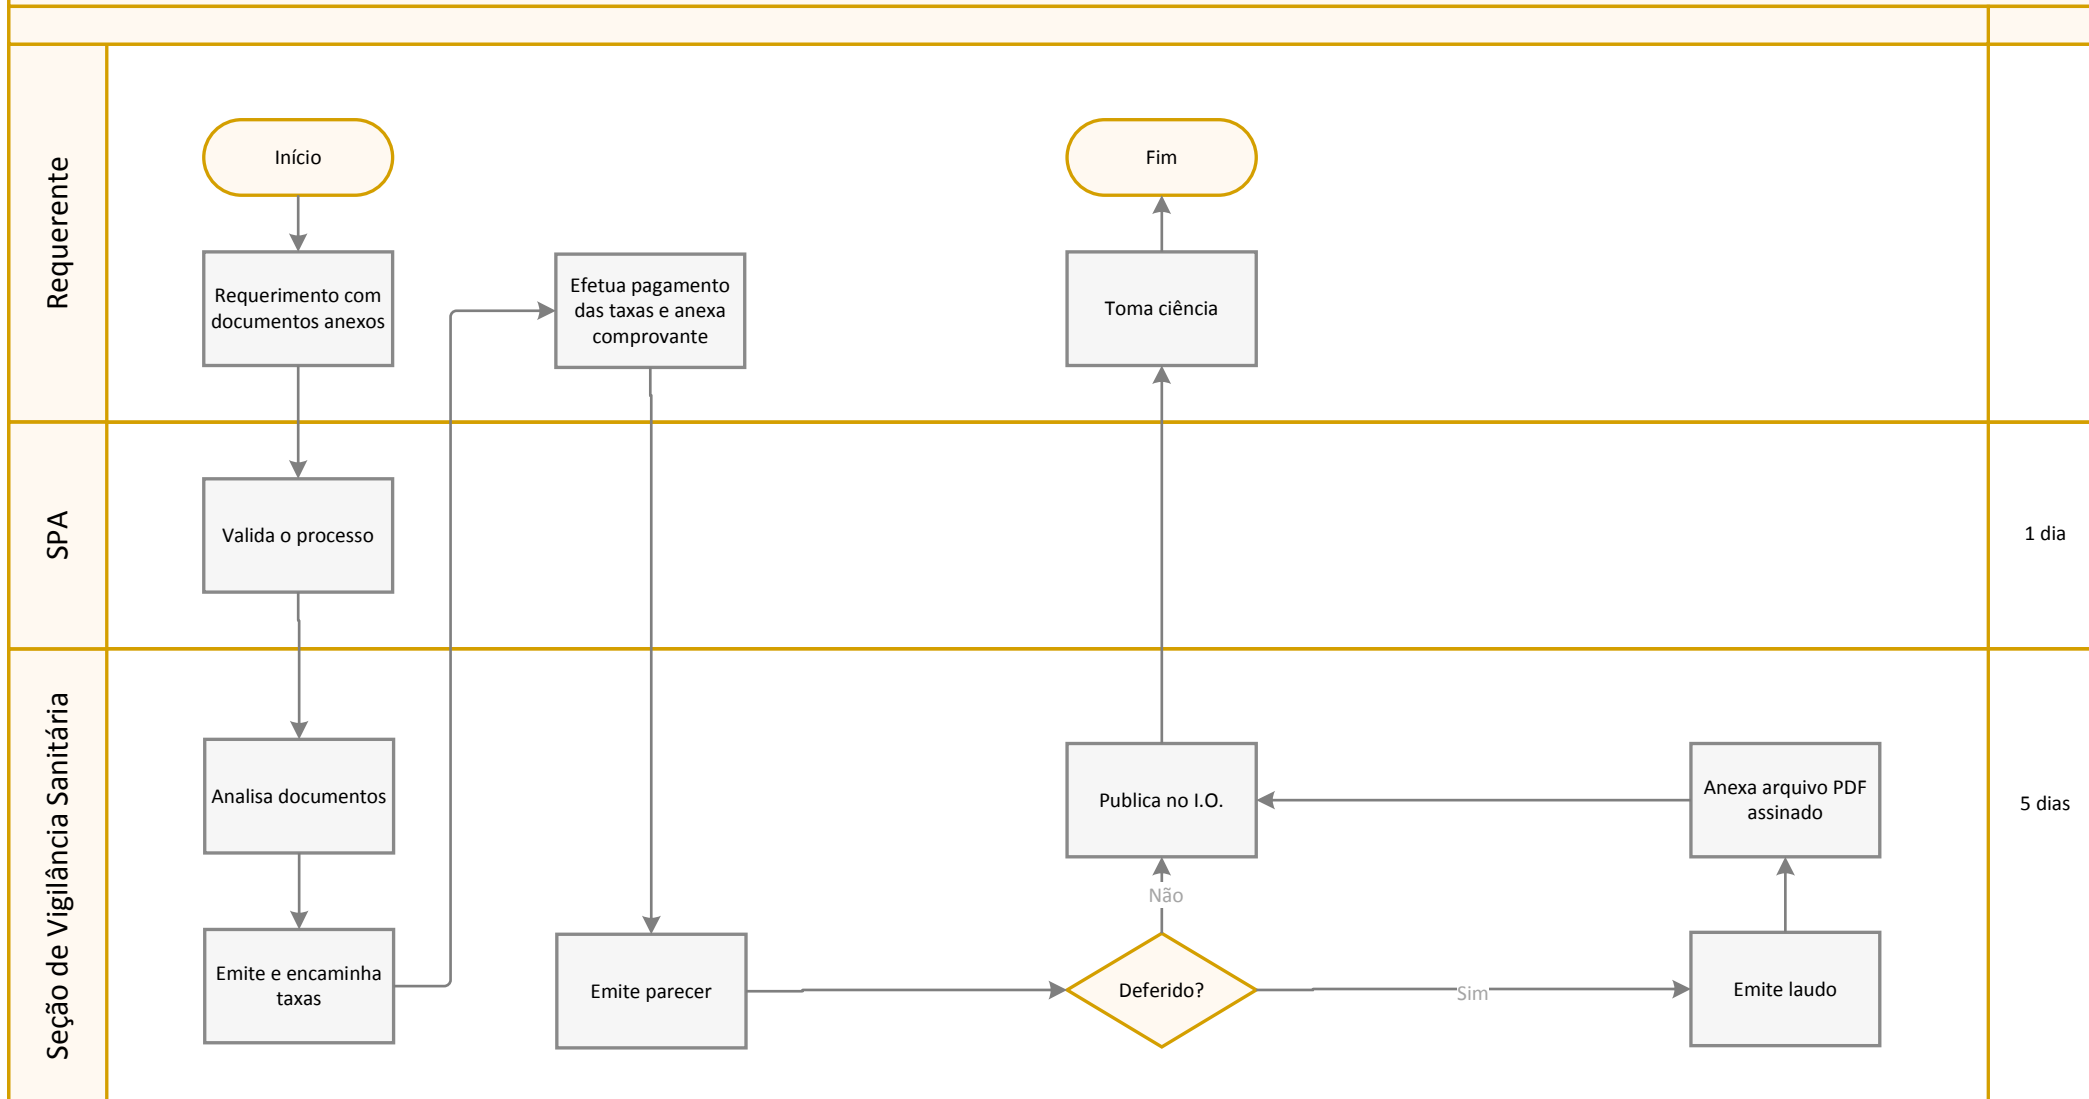 Requerente
Início
Requerimento com
documentos anexos
Efetua pagamento
das taxas e anexa
comprovante
Fim
Toma ciência
SPA
Valida o processo
1 dia
Seção de Vigilância Sanitária
Analisa documentos
Emite e encaminha
taxas
Emite parecer
Publica no I.O.
Não
Deferido?
Sim
Anexa arquivo PDF
assinado
Emite laudo
5 dias